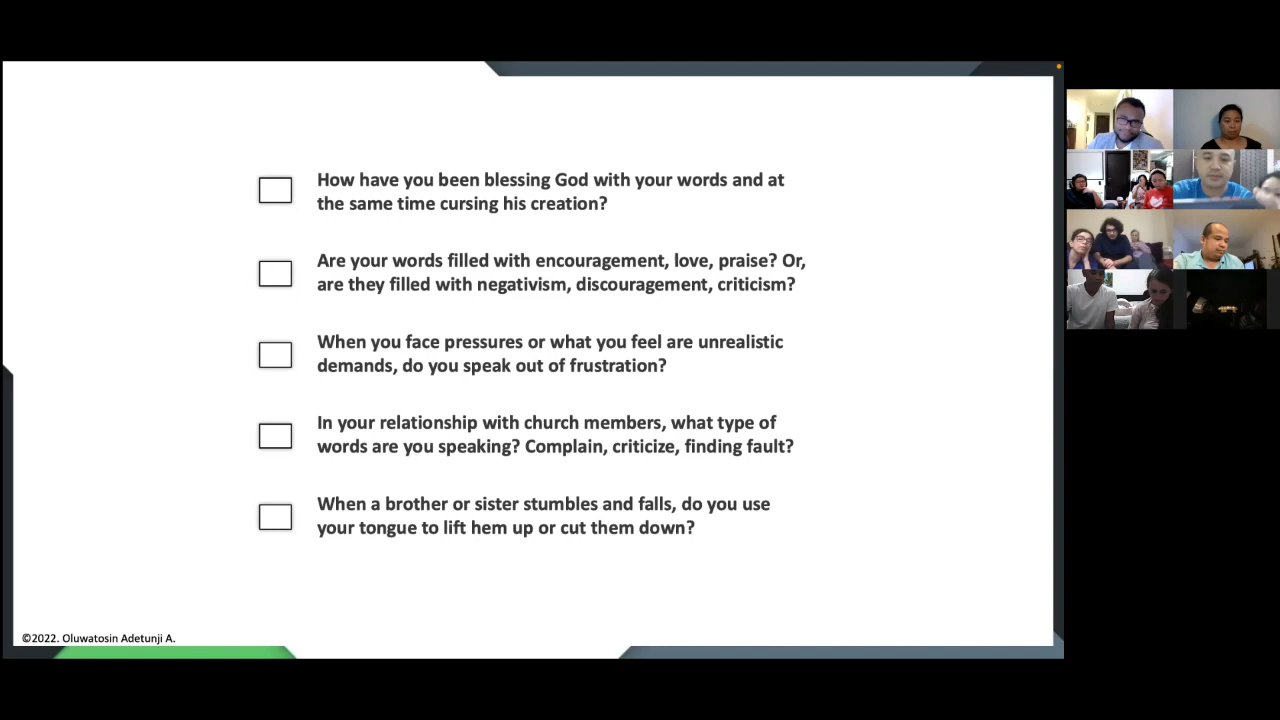 How have you been blessing God with your words and at
the same time cursing his creation?
Are your words filled with encouragement, love, praise? Or,
are they filled with negativism, discouragement, criticism?
When you face pressures or what you feel are unrealistic
demands, do you speak out of frustration?
In your relationship with church members, what type of
words are you speaking? Complain, criticize, finding fault?
When a brother or sister stumbles and falls, do you use
your tongue to lift hem up or cut them down?
©2022. Oluwatosin Adetunji A.